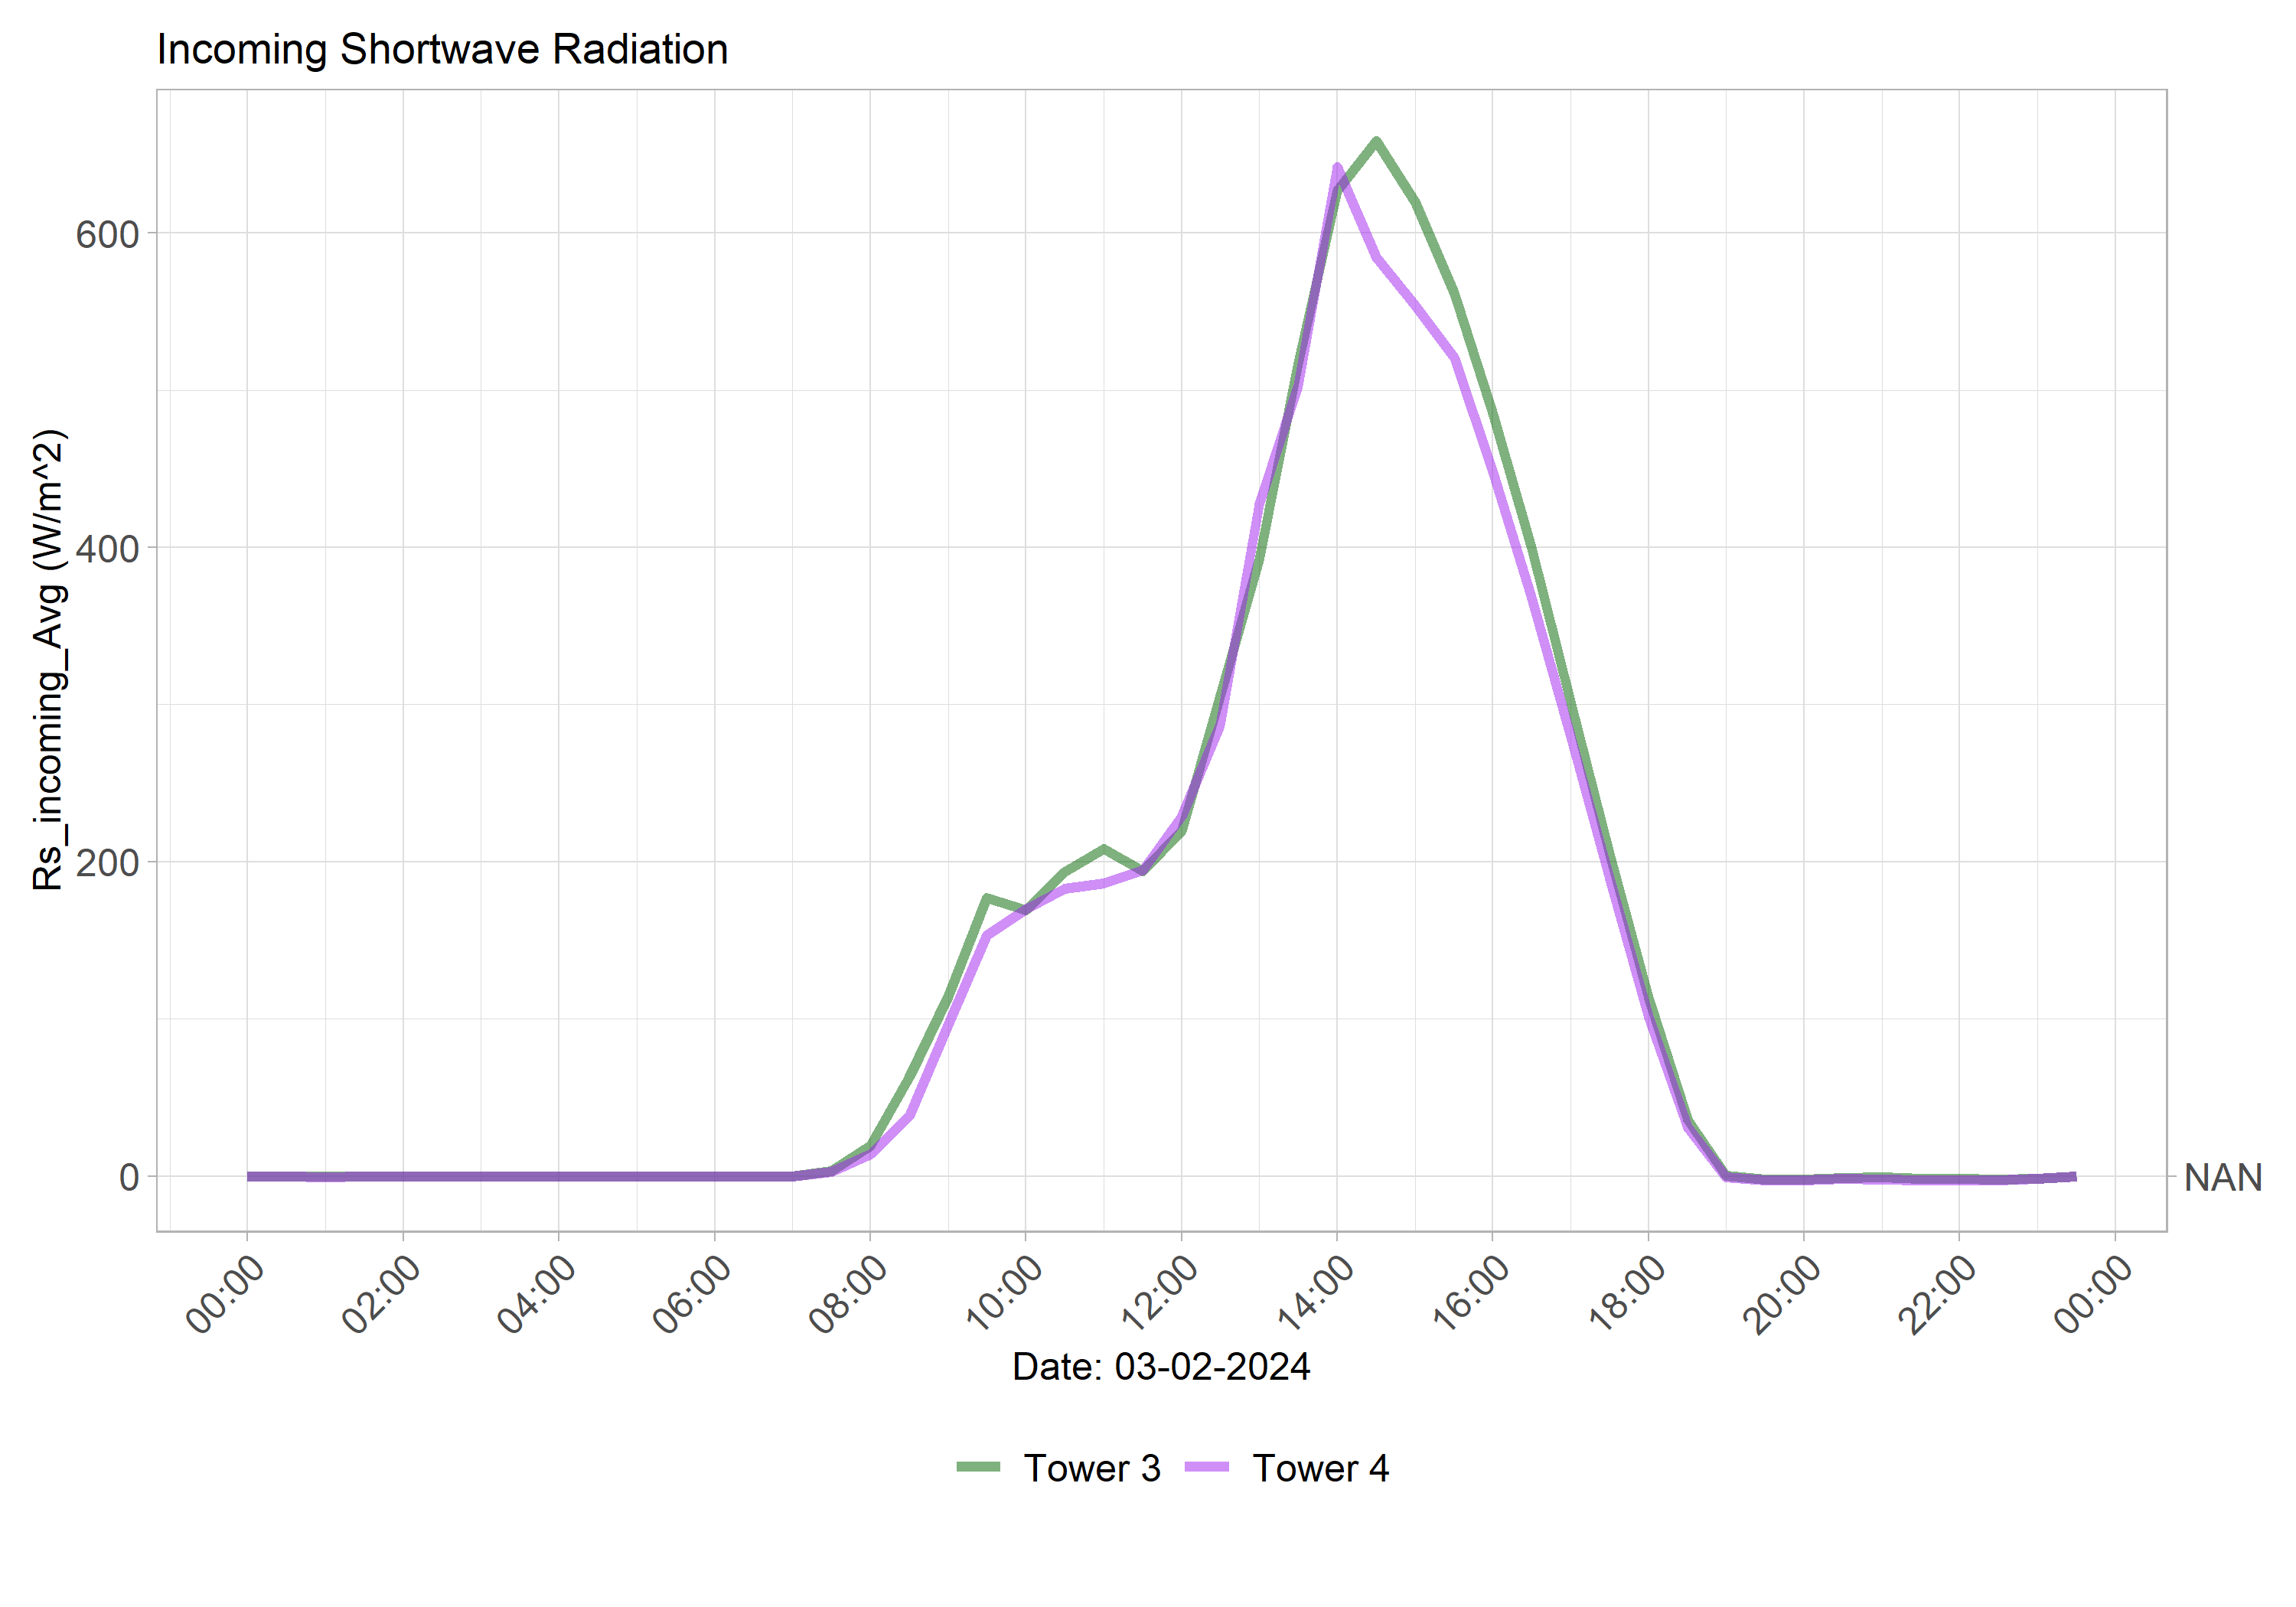 Incoming Shortwave Radiation
Rs_incoming_Avg (W/m^2)
600
400
200
0
NAN
00:00 02:00 04:00 06:00 08:00 10:00 12:00 14:00 16:00 18:00 20:00 22:00 00:00
Date: 03-02-2024
Tower 3 Tower 4